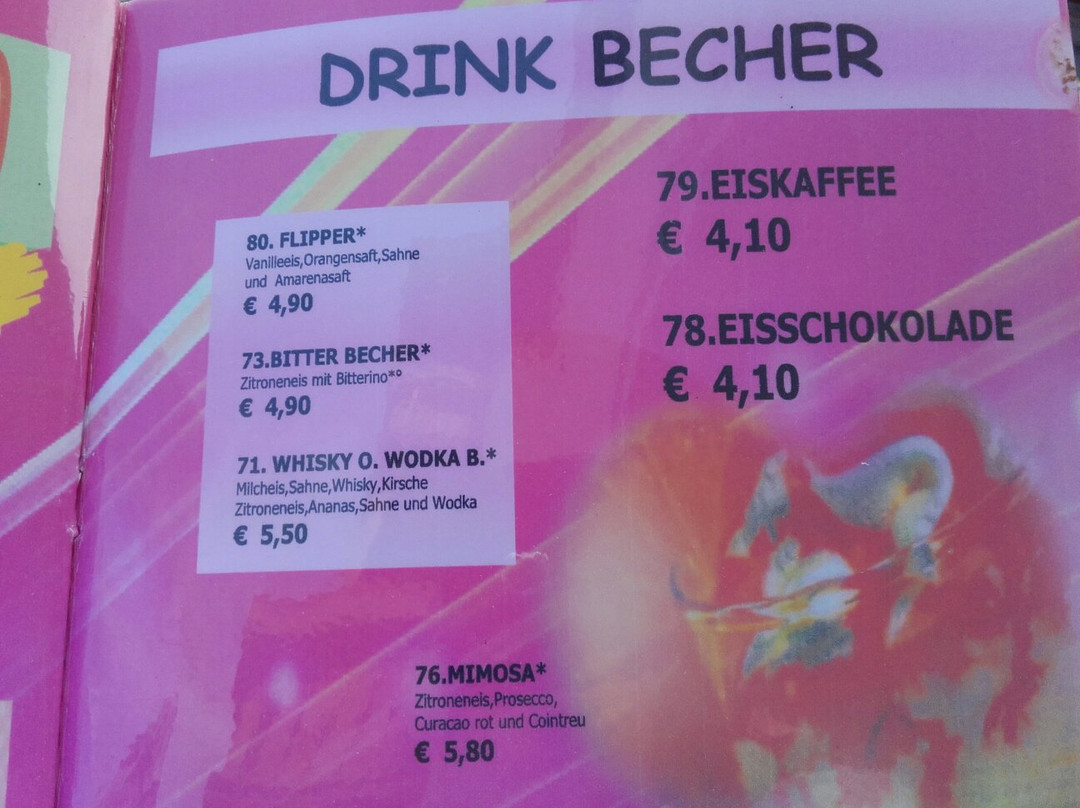 DRINK BECHER
80. FLIPPER*
Vanilleeis,Orangensaft,Sahne
und Amarenasaft
€ 4,90
73.BITTER BECHER*
Zitroneneis mit Bitterino*°
€ 4,90
71. WHISKY O. WODKA B.*
Milcheis,Sahne,Whisky,Kirsche
Zitroneneis,Ananas,Sahne und Wodka
€ 5,50
79.EISKAFFEE
€ 4,10
78.EISSCHOKOLADE
€ 4,10
76.MIMOSA*
Zitroneneis,Prosecco,
Curacao rot und Cointreu
€ 5,80